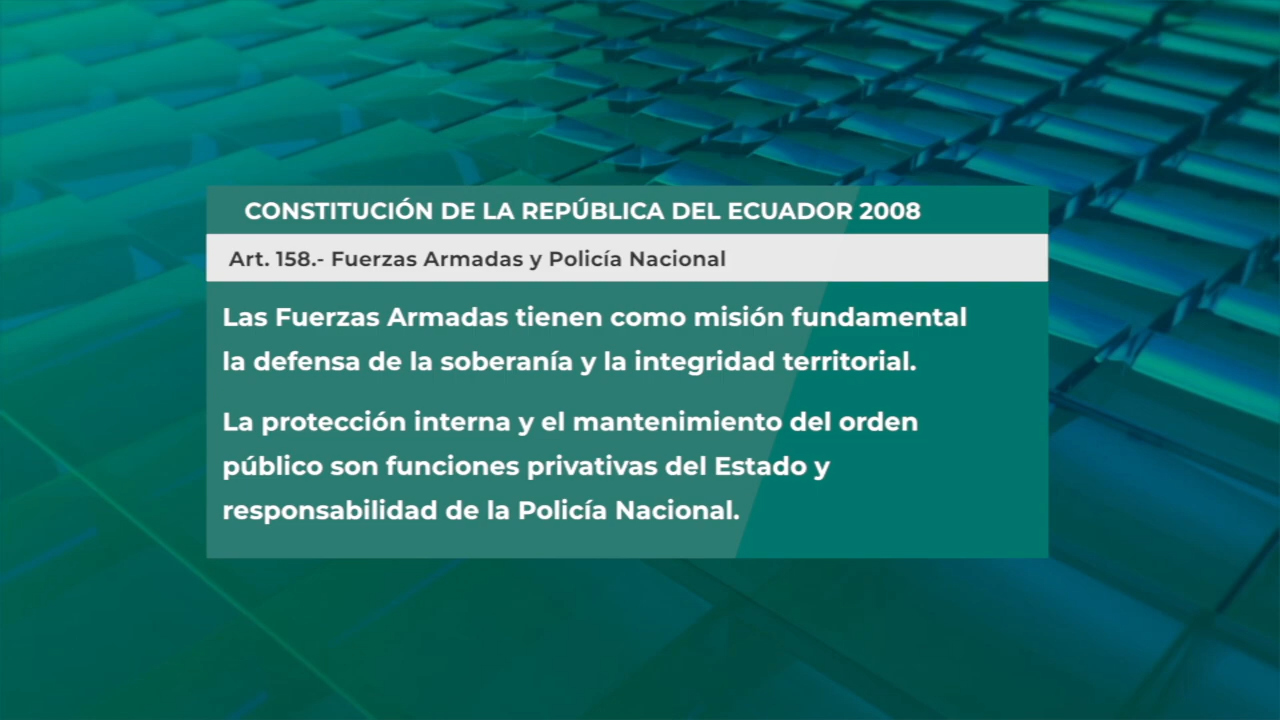 CONSTITUCIÓN DE LA REPÚBLICA DEL ECUADOR 2008
Art. 158.- Fuerzas Armadas y Policía Nacional
Las Fuerzas Armadas tienen como misión fundamental
la defensa de la soberanía y la integridad territorial.
La protección interna y el mantenimiento del orden
público son funciones privativas del Estado y
responsabilidad de la Policía Nacional.